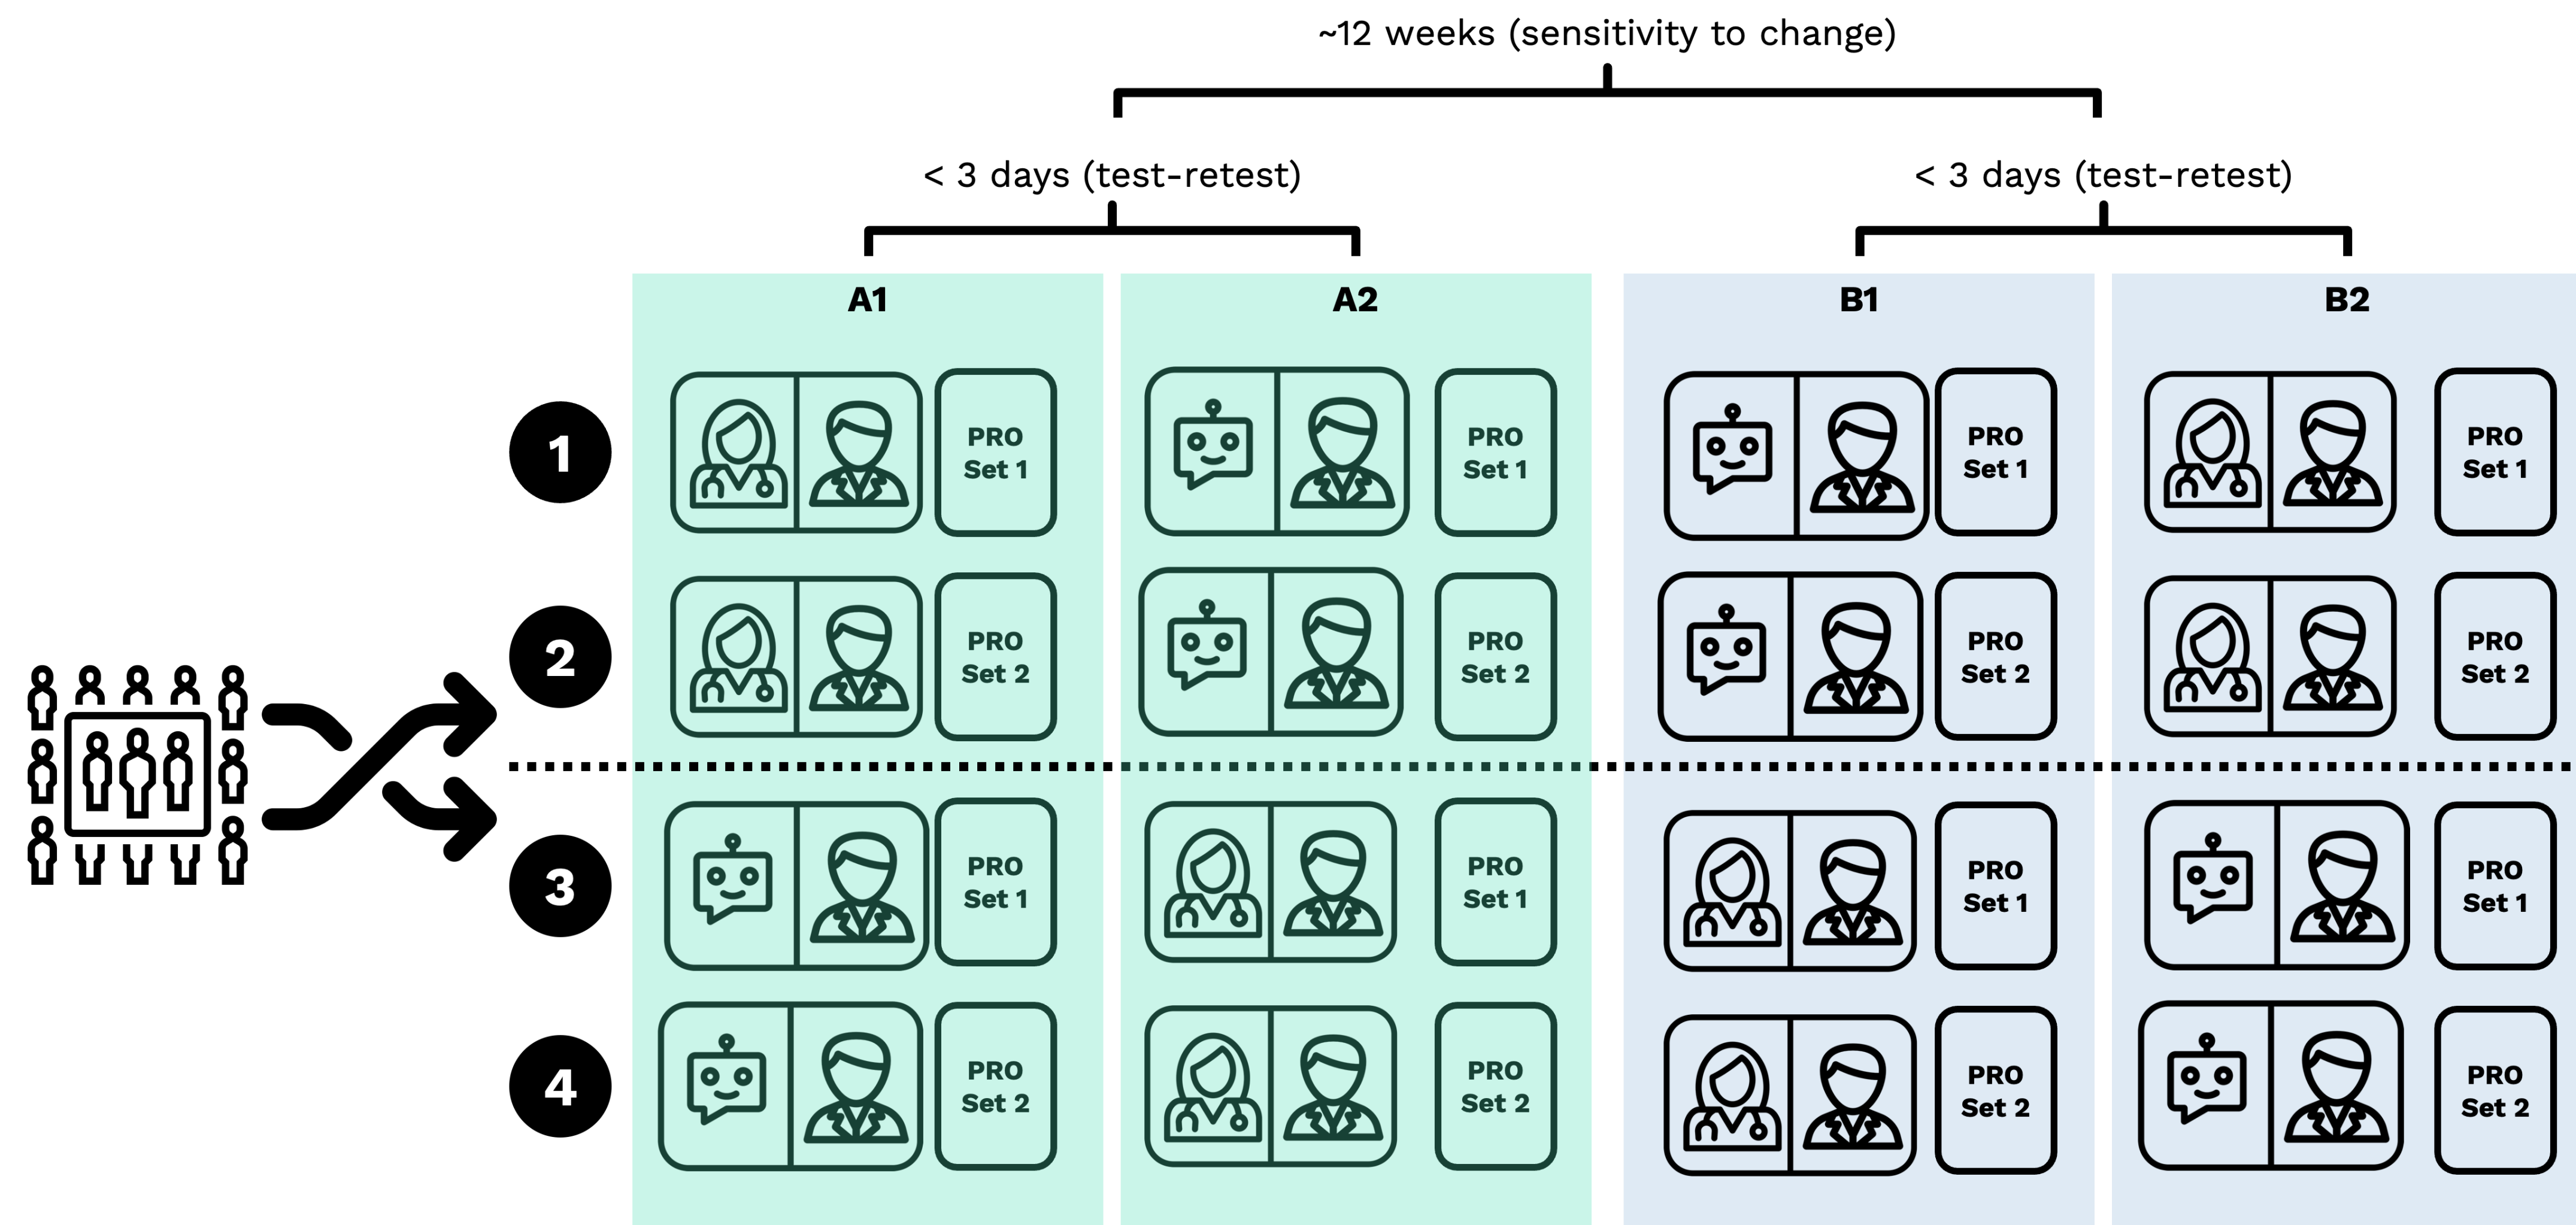 ~12 weeks (sensitivity to change)
< 3 days (test-retest)
< 3 days (test-retest)
A1
A2
B1
B2
1
PRO
Set 1
PRO
Set 1
PRO
Set 1
PRO
Set 1
2
PRO
Set 2
PRO
Set 2
PRO
Set 2
PRO
Set 2
3
PRO
Set 1
PRO
Set 1
PRO
Set 1
PRO
Set 1
4
PRO
Set 2
PRO
Set 2
PRO
Set 2
PRO
Set 2